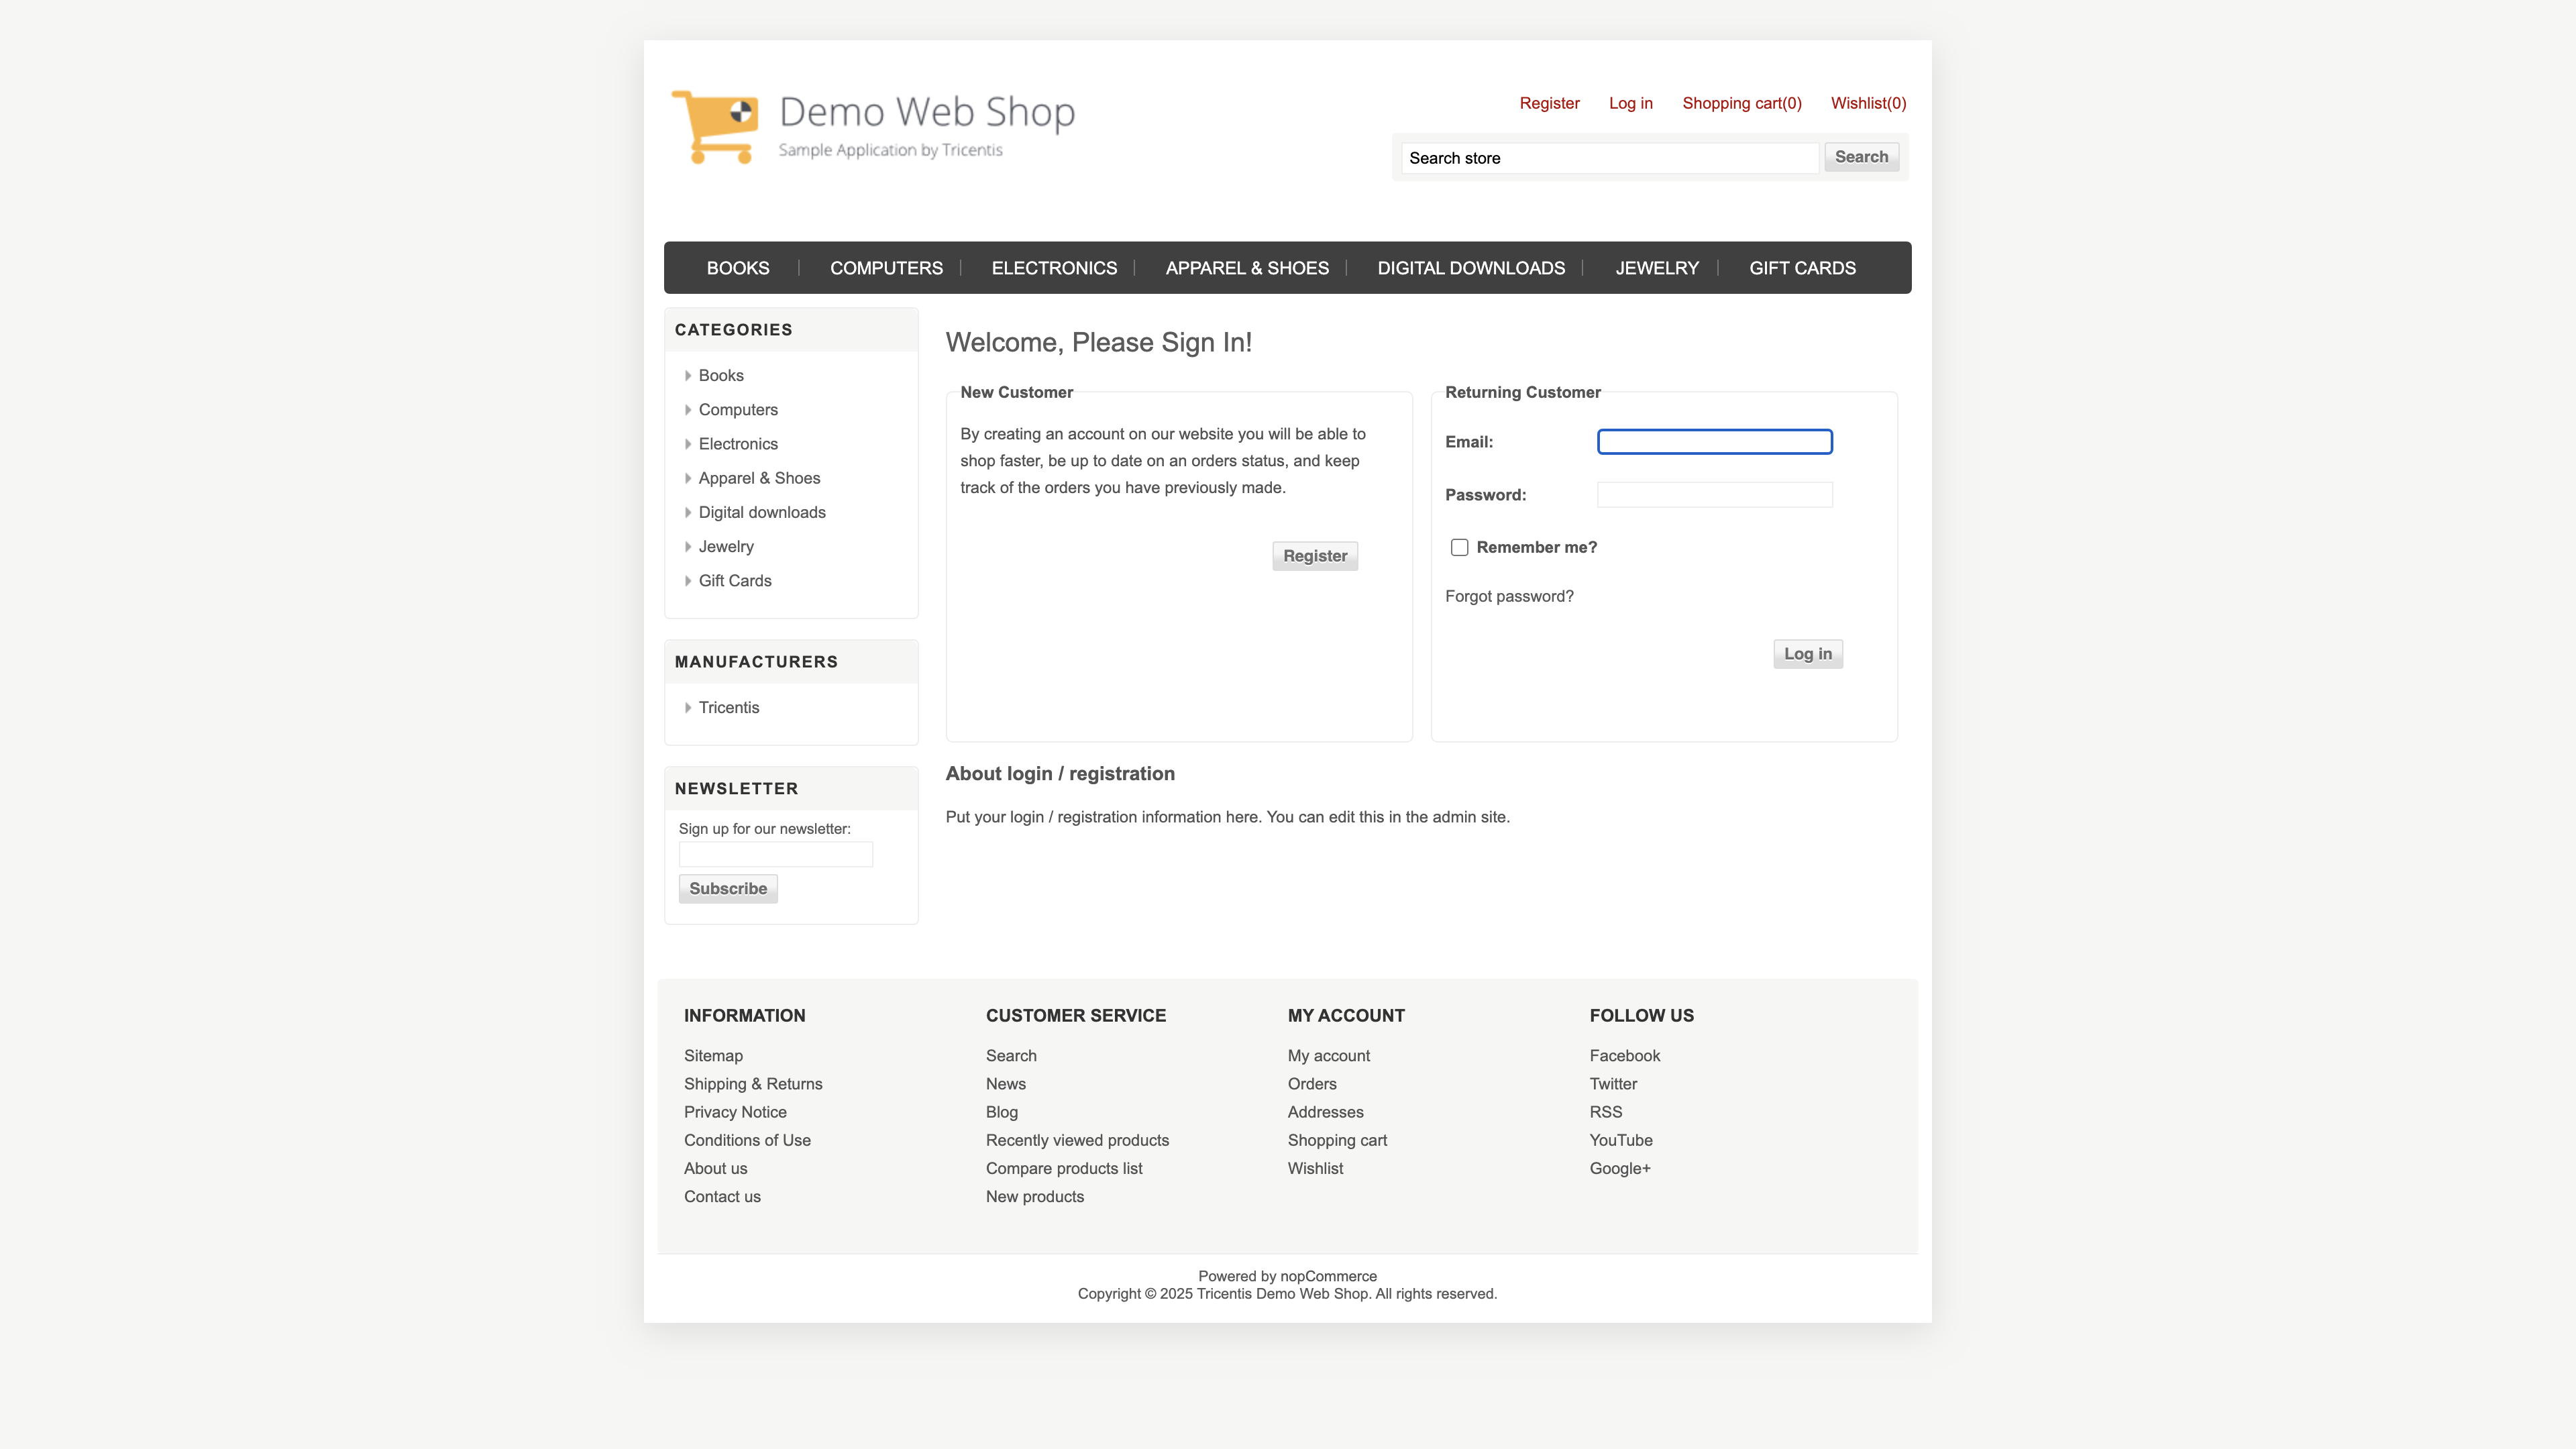 Demo Web Shop
Sample Application by Tricentis
Register Log in Shopping cart(0) Wishlist(0)
Search store Search
BOOKS COMPUTERS ELECTRONICS APPAREL & SHOES DIGITAL DOWNLOADS JEWELRY GIFT CARDS
CATEGORIES
Books
Computers
Electronics
Apparel & Shoes
Digital downloads
Jewelry
Gift Cards
MANUFACTURERS
Tricentis
NEWSLETTER
Sign up for our newsletter:
Subscribe
Welcome, Please Sign In!
New Customer
By creating an account on our website you will be able to
shop faster, be up to date on an orders status, and keep
track of the orders you have previously made.
Register
Returning Customer
Email:
Password:
Remember me?
Forgot password?
Log in
About login / registration
Put your login / registration information here. You can edit this in the admin site.
INFORMATION
Sitemap
Shipping & Returns
Privacy Notice
Conditions of Use
About us
Contact us
CUSTOMER SERVICE
Search
News
Blog
Recently viewed products
Compare products list
New products
MY ACCOUNT
My account
Orders
Addresses
Shopping cart
Wishlist
FOLLOW US
Facebook
Twitter
RSS
YouTube
Google+
Powered by nopCommerce
Copyright © 2025 Tricentis Demo Web Shop. All rights reserved.